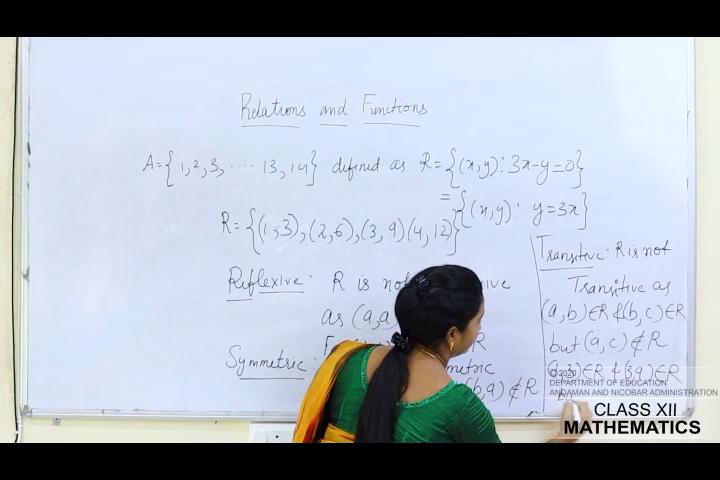 Relations and Functions
A={1,2,3,.... 13,14} defined as R={(x,y): 3x-y=0}
={(x,y): y=3x}
R={(1,3),(2,6),(3,9)(4,12)}
Reflexive: R is not
as (a,a)
Symmetric:
(b,a)∉R
Transitive: R is not
Transitive as
(a,b)∈R &(b,c)∈R
but (a,c)∉R
(1,3)∈R & (3,9)∈R
©2020
DEPARTMENT OF EDUCATION
ANDAMAN AND NICOBAR ADMINISTRATION
CLASS XII
MATHEMATICS